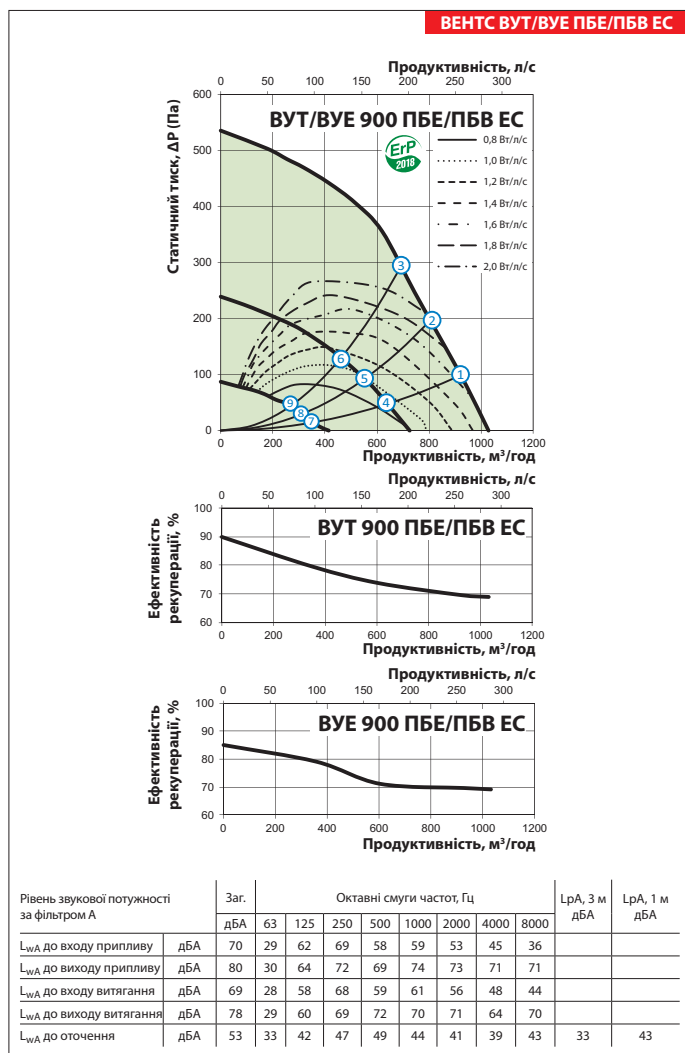 ВЕНТС ВУТ/ВУЕ ПБЕ/ПБВ ЕС
Продуктивність, л/с
0 50 100 150 200 250 300
ВУТ/ВУЕ 900 ПБЕ/ПБВ ЕС
ErP
2018
0,8 Вт/л/с
1,0 Вт/л/с
1,2 Вт/л/с
1,4 Вт/л/с
1,6 Вт/л/с
1,8 Вт/л/с
2,0 Вт/л/с
Статичний тиск, ΔP (Па)
600
500
400
300
200
100
0
3
2
1
6
5
4
9
8
7
0 200 400 600 800 1000 1200
Продуктивність, м³/год
Продуктивність, л/с
0 50 100 150 200 250 300
ВУТ 900 ПБЕ/ПБВ ЕС
Ефективність
рекуперації, %
100
90
80
70
60
0 200 400 600 800 1000 1200
Продуктивність, м³/год
Продуктивність, л/с
0 50 100 150 200 250 300
ВУЕ 900 ПБЕ/ПБВ ЕС
Ефективність
рекуперації, %
100
90
80
70
60
0 200 400 600 800 1000 1200
Продуктивність, м³/год
Рівень звукової потужності
за фільтром А
Заг. Октавні смуги частот, Гц LpA, 3 м LpA, 1 м
дБА 63 125 250 500 1000 2000 4000 8000 дБА дБА
LwA до входу припливу дБА 70 29 62 69 58 59 53 45 36
LwA до виходу припливу дБА 80 30 64 72 69 74 73 71 71
LwA до входу витягання дБА 69 28 58 68 59 61 56 48 44
LwA до виходу витягання дБА 78 29 60 69 72 70 71 64 70
LwA до оточення дБА 53 33 42 47 49 44 41 39 43 33 43